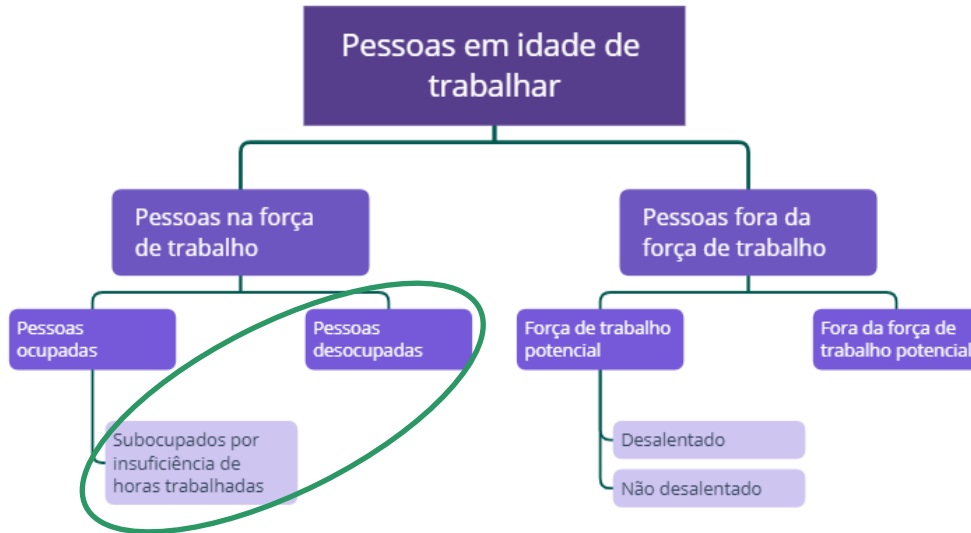 Pessoas em idade de
trabalhar
Pessoas na força
de trabalho
Pessoas fora da
força de trabalho
Pessoas
ocupadas
Pessoas
desocupadas
Força de trabalho
potencial
Fora da força de
trabalho potencial
Subocupados por
insuficiência de
horas trabalhadas
Desalentado
Não desalentado